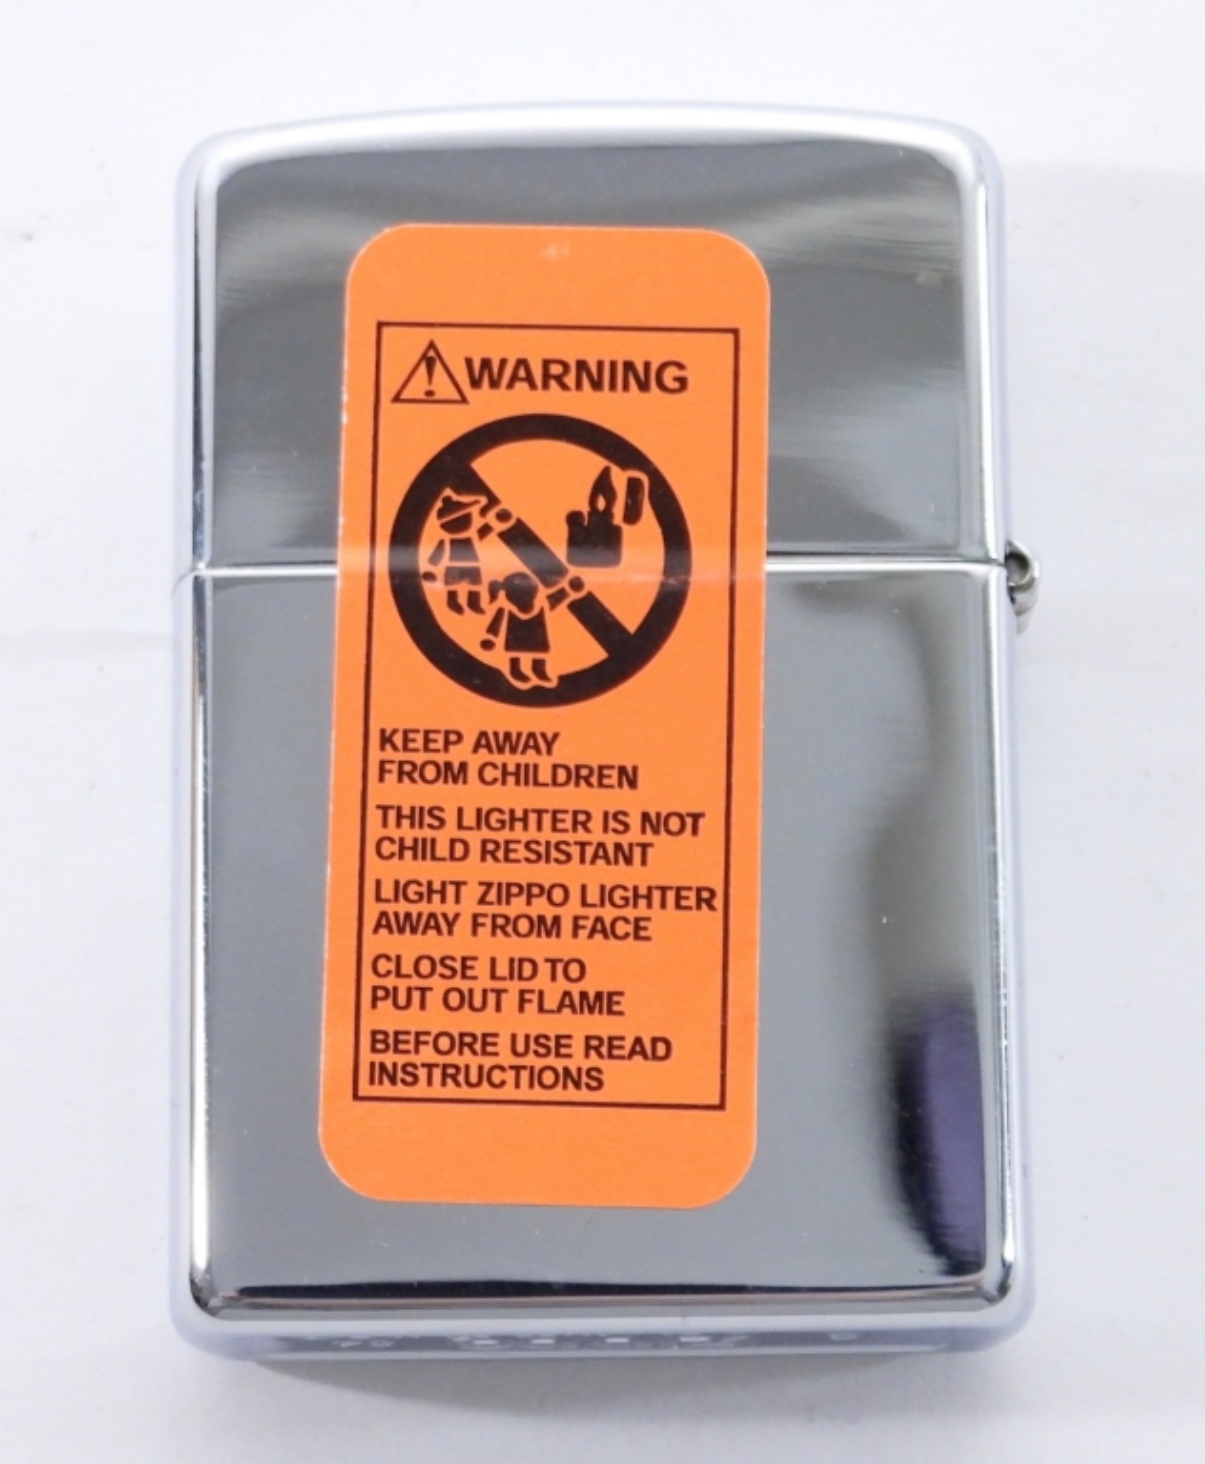 WARNING
KEEP AWAY
FROM CHILDREN
THIS LIGHTER IS NOT
CHILD RESISTANT
LIGHT ZIPPO LIGHTER
AWAY FROM FACE
CLOSE LID TO
PUT OUT FLAME
BEFORE USE READ
INSTRUCTIONS